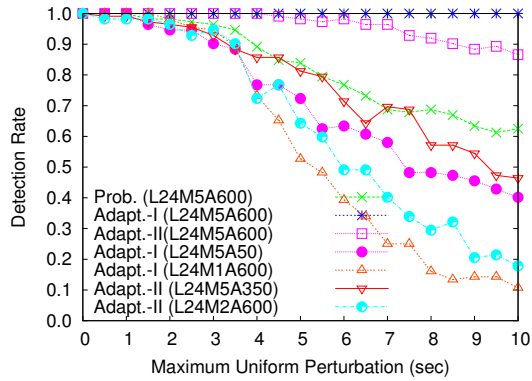 1.0
0.9
0.8
0.7
0.6
0.5
0.4
0.3
0.2
0.1
0.0
Detection Rate
Prob. (L24M5A600)
Adapt.-I (L24M5A600)
Adapt.-II(L24M5A600)
Adapt.-I (L24M5A50)
Adapt.-I (L24M1A600)
Adapt.-II (L24M5A350)
Adapt.-II (L24M2A600)
0 1 2 3 4 5 6 7 8 9 10
Maximum Uniform Perturbation (sec)